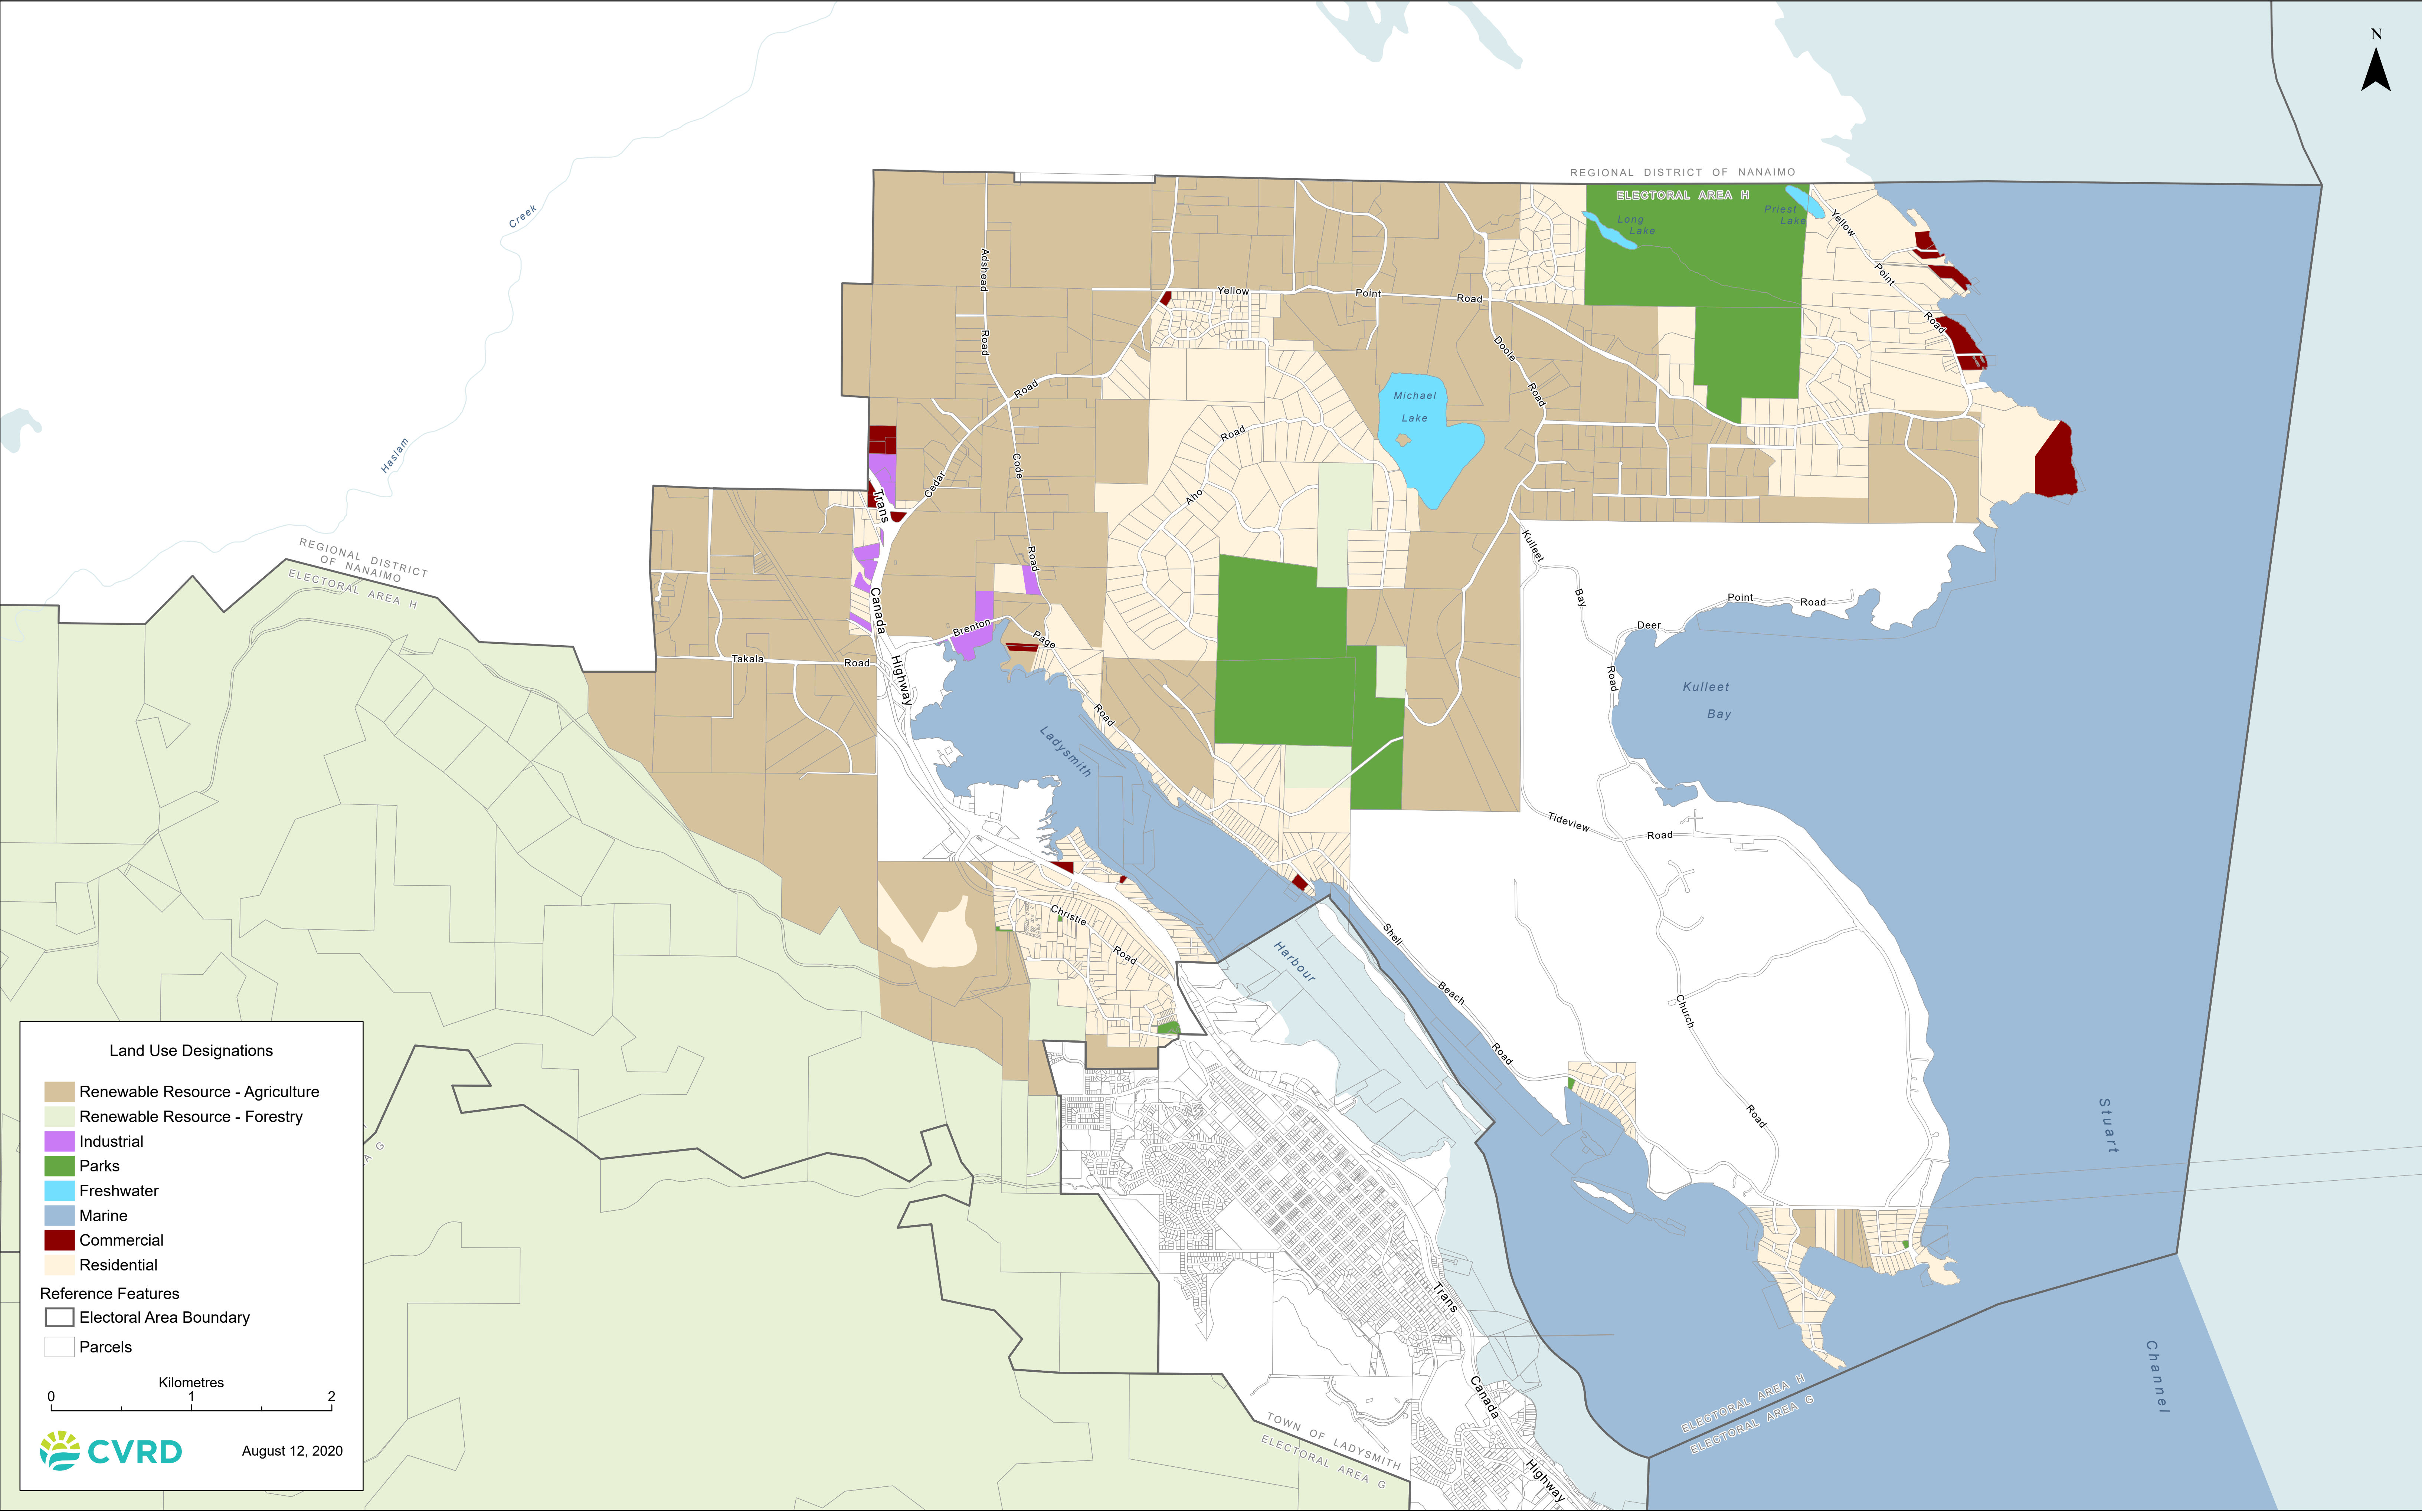 N
REGIONAL DISTRICT OF NANAIMO
ELECTORAL AREA H
Long
Lake
Priest
Lake
Yellow
Point
Road
Creek
Haslam
Adshead
Road
Yellow
Point
Road
Doole
Road
Michael
Lake
Road
Cedar
Code
Road
Road
Aho
Trans
Canada
Highway
REGIONAL DISTRICT
OF NANAIMO
ELECTORAL AREA H
Takala
Road
Brenton
Page
Road
Ladysmith
Harbour
Kulleet
Bay
Road
Deer
Point
Road
Kulleet
Bay
Tideview
Road
Christie
Road
Shell
Beach
Road
Church
Road
Stuart
Channel
Trans
Canada
Highway
TOWN OF LADYSMITH
ELECTORAL AREA G
ELECTORAL AREA H
ELECTORAL AREA G
A G
Land Use Designations
Renewable Resource - Agriculture
Renewable Resource - Forestry
Industrial
Parks
Freshwater
Marine
Commercial
Residential
Reference Features
Electoral Area Boundary
Parcels
Kilometres
0 1 2
CVRD
August 12, 2020